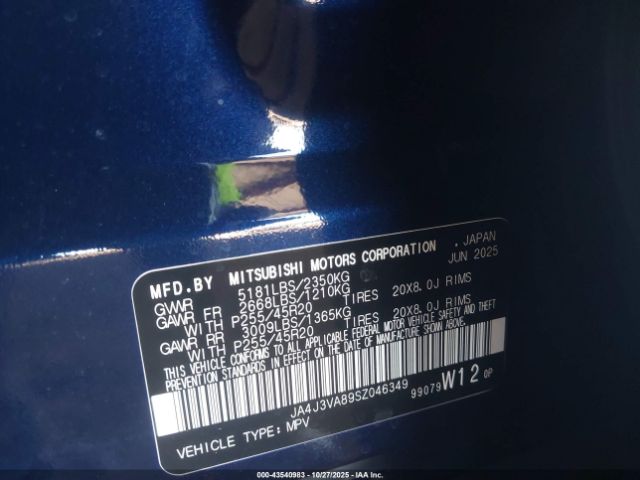 MFD.BY MITSUBISHI MOTORS CORPORATION , JAPAN
JUN 2025
GVWR 5181LBS/2350KG
GAWR FR 2668LBS/1210KG
WITH P255/45R20 TIRES 20X8.0J RIMS
GAWR RR 3009LBS/1365KG
WITH P255/45R20 TIRES 20X8.0J RIMS
THIS VEHICLE CONFORMS TO ALL APPLICABLE FEDERAL MOTOR VEHICLE SAFETY AND THEFT
PREVENTION STANDARDS IN EFFECT ON THE DATE OF MANUFACTURE SHOWN ABOVE.
JA4J3VA89SZ046349
99079 W12 0P
VEHICLE TYPE: MPV
000-43540983 - 10/27/2025 - IAA Inc.